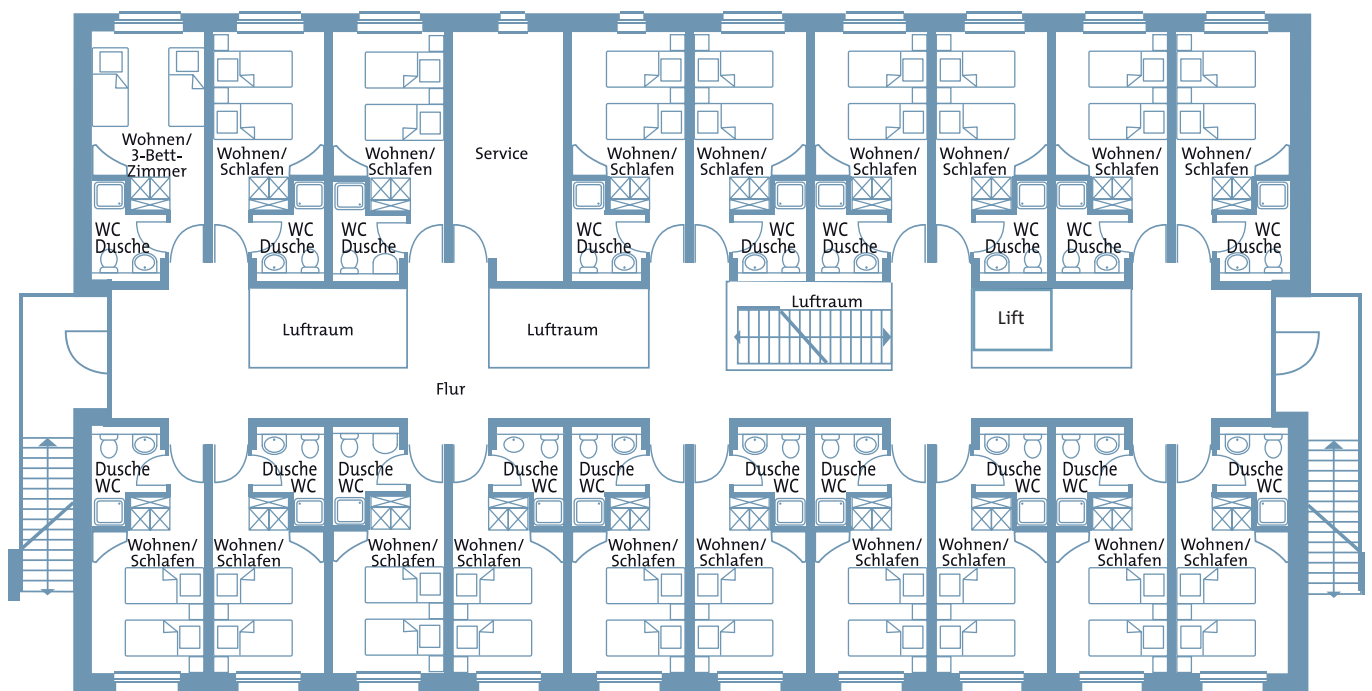 Wohnen/
3-Bett-
Zimmer
Wohnen/
Schlafen
Wohnen/
Schlafen
Service
Wohnen/
Schlafen
Wohnen/
Schlafen
Wohnen/
Schlafen
Wohnen/
Schlafen
Wohnen/
Schlafen
Wohnen/
Schlafen
WC
Dusche
WC
Dusche
WC
Dusche
WC
Dusche
WC
Dusche
WC
Dusche
WC
Dusche
WC
Dusche
WC
Dusche
Luftraum
Luftraum
Luftraum
Lift
Flur
Dusche
WC
Dusche
WC
Dusche
WC
Dusche
WC
Dusche
WC
Dusche
WC
Dusche
WC
Dusche
WC
Dusche
WC
Dusche
WC
Wohnen/
Schlafen
Wohnen/
Schlafen
Wohnen/
Schlafen
Wohnen/
Schlafen
Wohnen/
Schlafen
Wohnen/
Schlafen
Wohnen/
Schlafen
Wohnen/
Schlafen
Wohnen/
Schlafen
Wohnen/
Schlafen